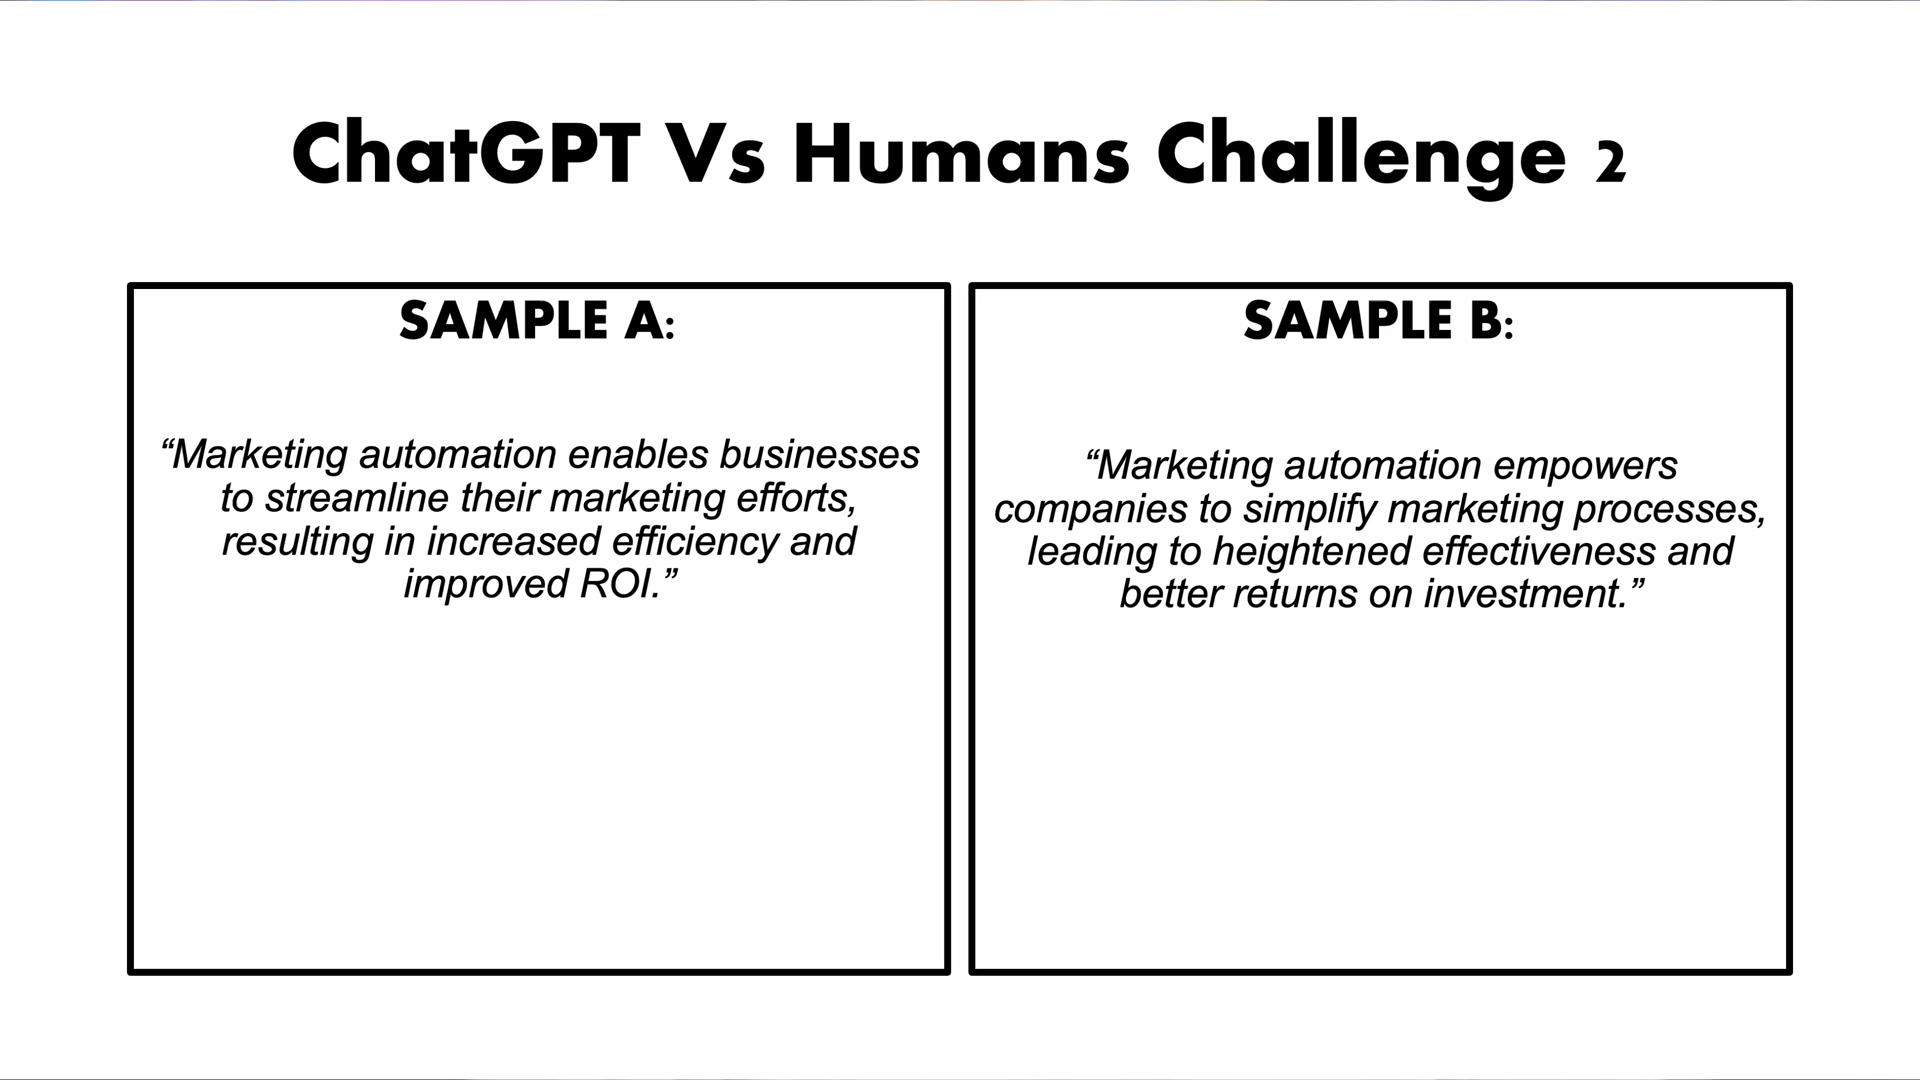 ChatGPT Vs Humans Challenge 2
SAMPLE A:
“Marketing automation enables businesses
to streamline their marketing efforts,
resulting in increased efficiency and
improved ROI.”
SAMPLE B:
“Marketing automation empowers
companies to simplify marketing processes,
leading to heightened effectiveness and
better returns on investment.”